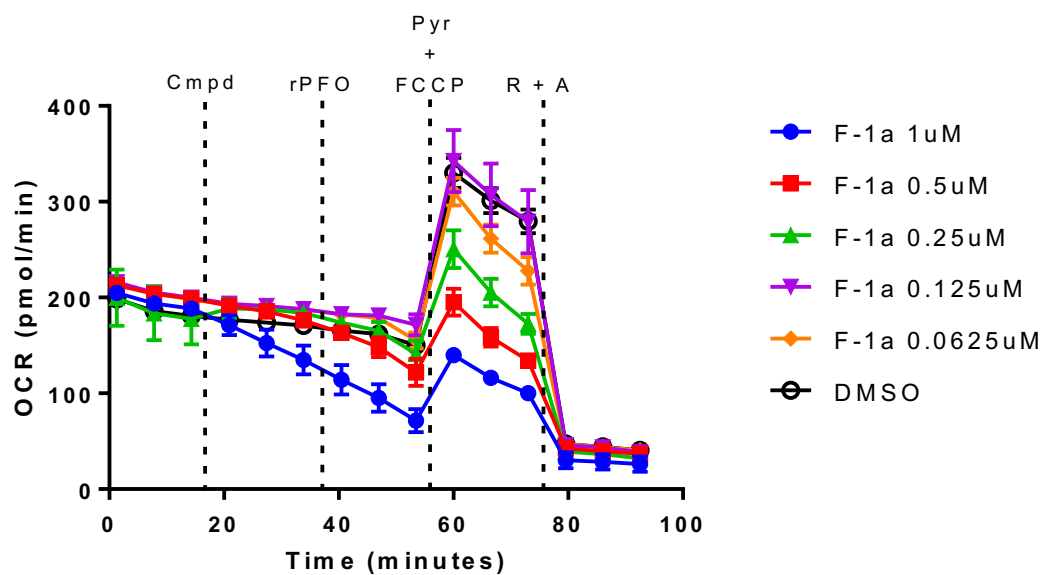 Pyr
+
Cmpd rPFO FCCP R + A
400
300
200
100
0
OCR (pmol/min)
0 20 40 60 80 100
Time (minutes)
F-1a 1uM
F-1a 0.5uM
F-1a 0.25uM
F-1a 0.125uM
F-1a 0.0625uM
DMSO